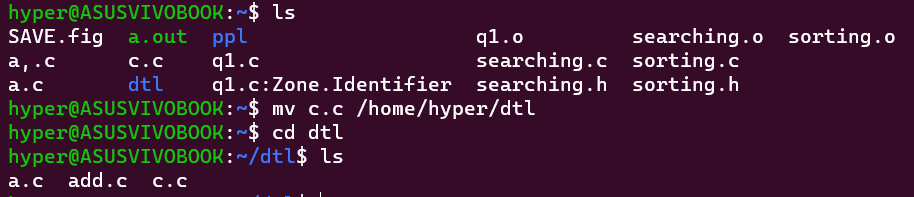 hyper@ASUSVIVOBOOK:~$ ls
SAVE.fig  a.out  ppl                 q1.o         searching.o  sorting.o
a,.c      c.c    q1.c                searching.c  sorting.c
a.c       dtl    q1.c:Zone.Identifier  searching.h  sorting.h
hyper@ASUSVIVOBOOK:~$ mv c.c /home/hyper/dtl
hyper@ASUSVIVOBOOK:~$ cd dtl
hyper@ASUSVIVOBOOK:~/dtl$ ls
a.c  add.c  c.c